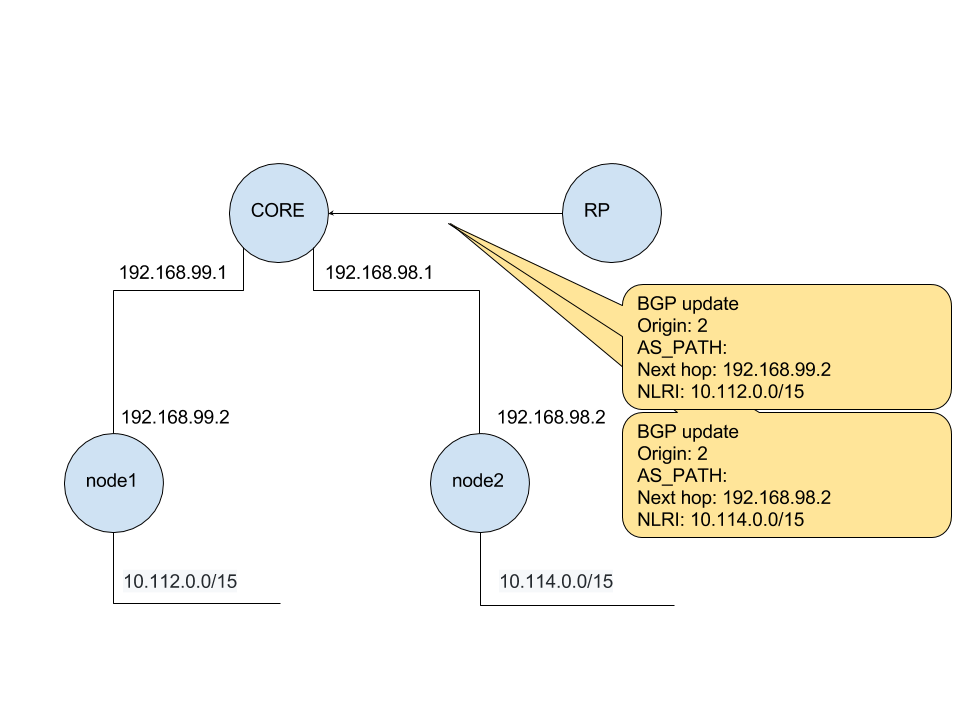 CORE
RP
192.168.99.1
192.168.98.1
BGP update
Origin: 2
AS_PATH:
Next hop: 192.168.99.2
NLRI: 10.112.0.0/15
192.168.99.2
192.168.98.2
BGP update
Origin: 2
AS_PATH:
Next hop: 192.168.98.2
NLRI: 10.114.0.0/15
node1
node2
10.112.0.0/15
10.114.0.0/15